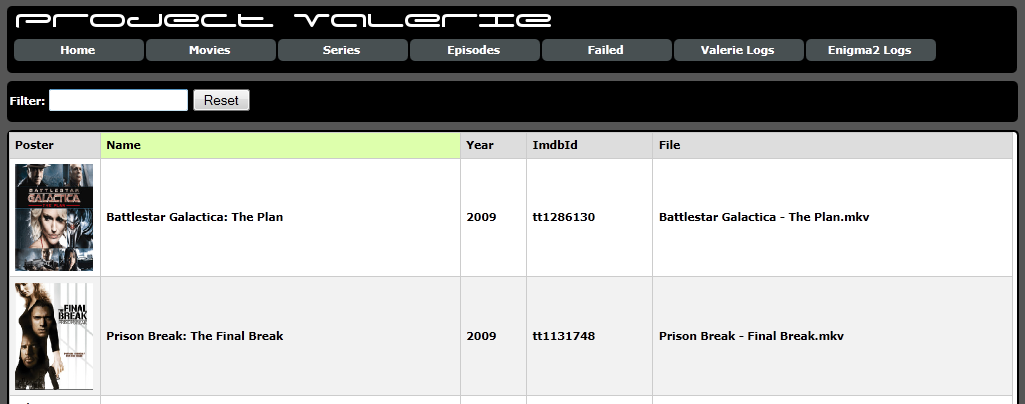 PROJECT VALERIE
Home Movies Series Episodes Failed Valerie Logs Enigma2 Logs
Filter: Reset
Poster Name Year ImdbId File
BATTLESTAR
GALACTICA
THE PLAN
Battlestar Galactica: The Plan 2009 tt1286130 Battlestar Galactica - The Plan.mkv
THE FINAL
BREAK
Prison Break: The Final Break 2009 tt1131748 Prison Break - Final Break.mkv